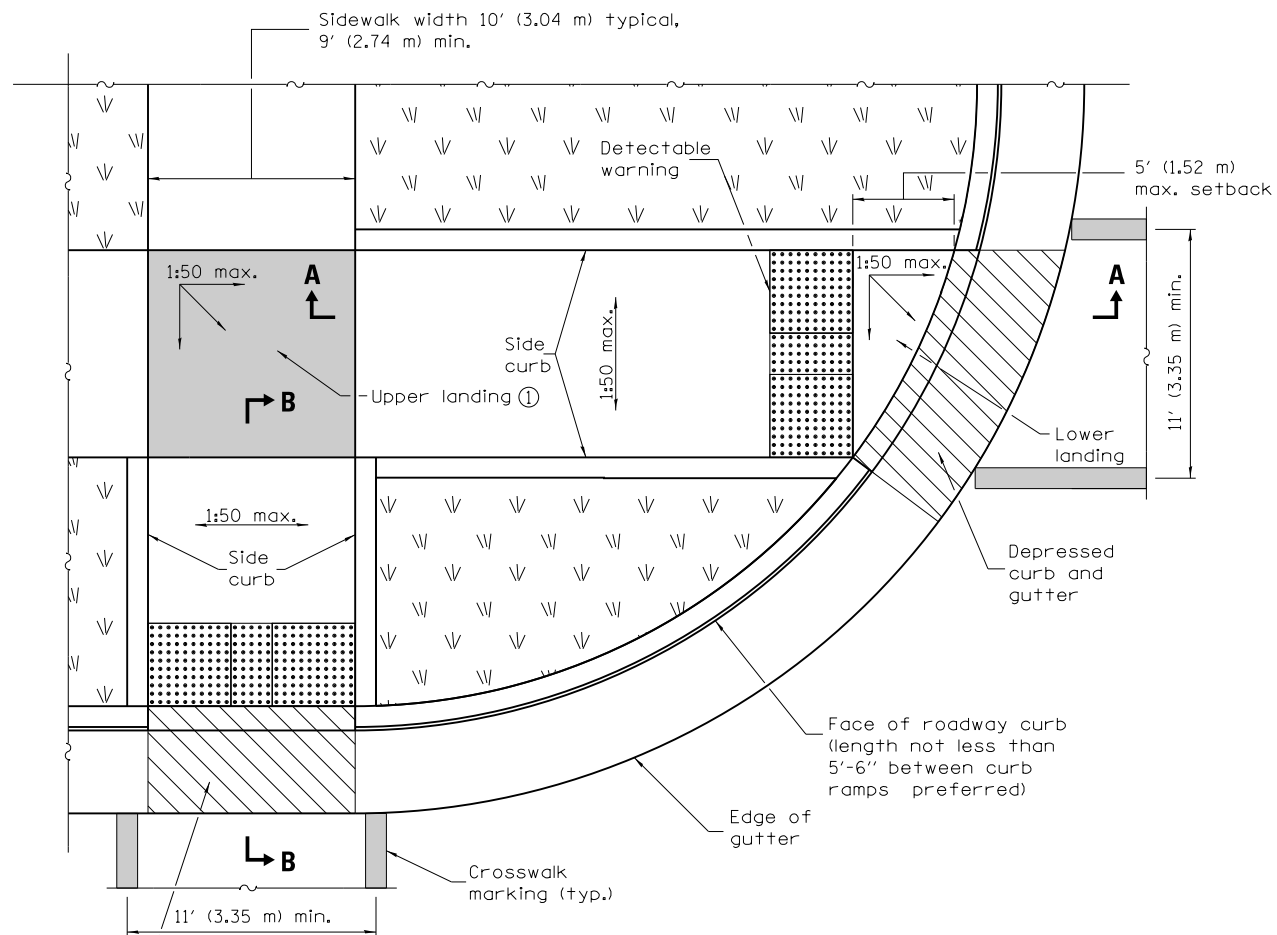 Sidewalk width 10' (3.04 m) typical,
9' (2.74 m) min.
Detectable
warning
5' (1.52 m)
max. setback
1:50 max.
A
1:50 max.
A
Side
curb
1:50 max.
11' (3.35 m) min.
B
Upper landing ①
Lower
landing
1:50 max.
Side
curb
Depressed
curb and
gutter
Face of roadway curb
(length not less than
5'-6" between curb
ramps preferred)
Edge of
gutter
B
Crosswalk
marking (typ.)
11' (3.35 m) min.